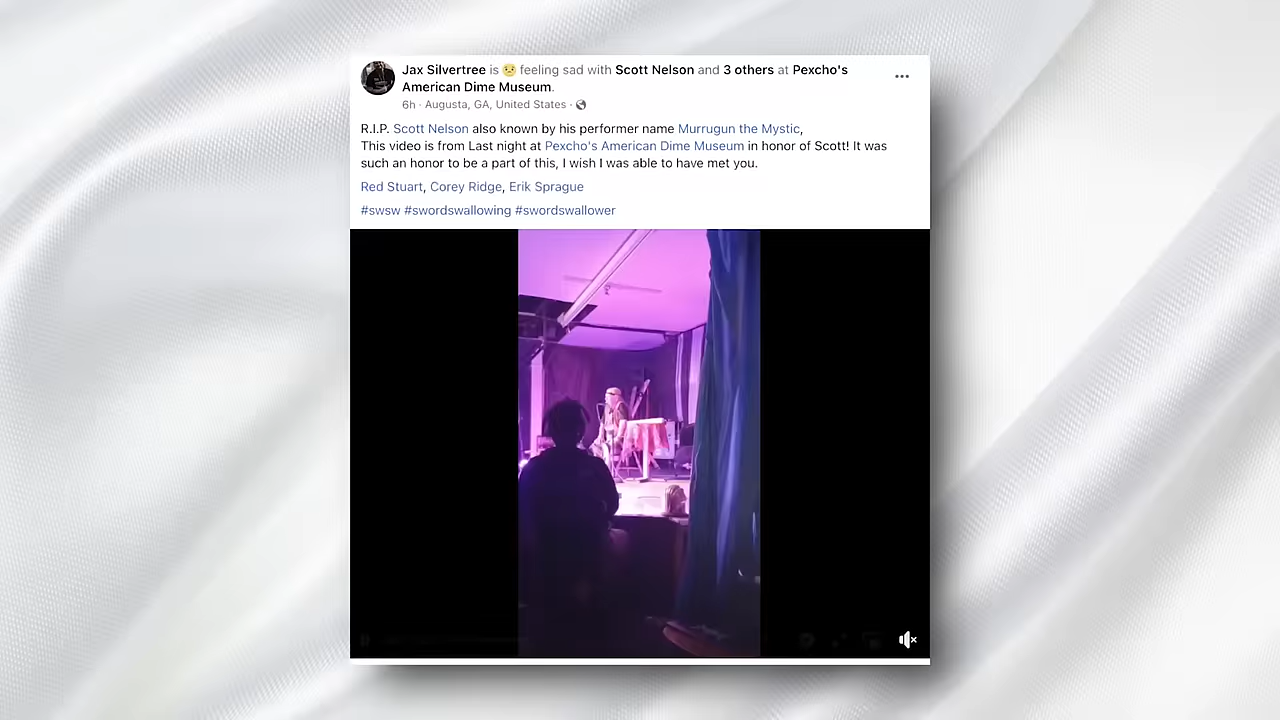 Jax Silvertree is 😟 feeling sad with Scott Nelson and 3 others at Pexcho's
American Dime Museum.
6h · Augusta, GA, United States ·
R.I.P. Scott Nelson also known by his performer name Murrugun the Mystic,
This video is from Last night at Pexcho's American Dime Museum in honor of Scott! It was
such an honor to be a part of this, I wish I was able to have met you.
Red Stuart, Corey Ridge, Erik Sprague
#swsw #swordswallowing #swordswallower